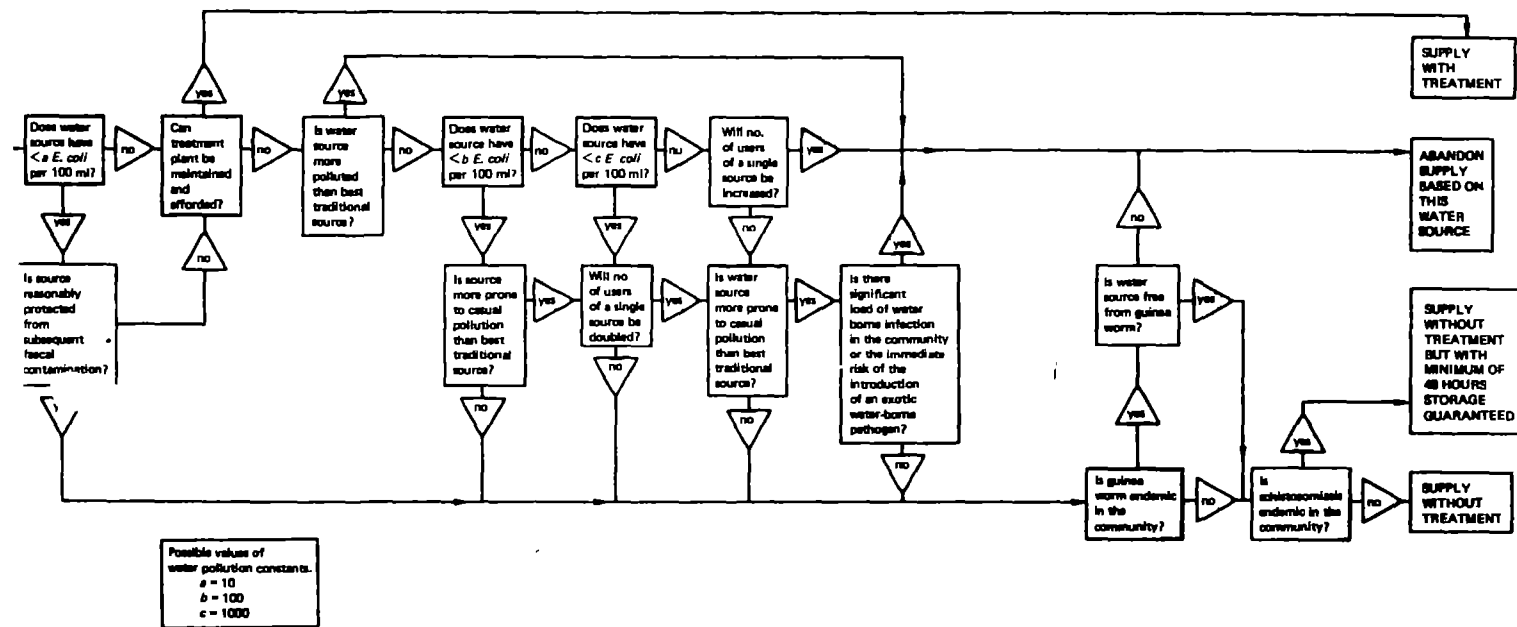 SUPPLY
WITH
TREATMENT
yes
yes
Does water
source have
< a E. coli
per 100 ml?
no
Can
treatment
plant be
maintained
and
afforded?
no
Is water
source
more
polluted
than best
traditional
source?
no
Does water
source have
< b E. coli
per 100 ml?
no
Does water
source have
< c E coli
per 100 ml?
no
Will no.
of users
of a single
source be
increased?
yes
ABANDON
SUPPLY
BASED ON
THIS
WATER
SOURCE
yes
no
yes
yes
no
yes
no
Is source
reasonably
protected
from
subsequent
faecal
contamination?
Is source
more prone
to casual
pollution
than best
traditional
source?
yes
Will no
of users
of a single
source be
doubled?
yes
Is water
source
more prone
to casual
pollution
than best
traditional
source?
yes
Is there
significant
load of water
borne infection
in the community
or the immediate
risk of the
introduction
of an exotic
water-borne
pathogen?
Is water
source free
from guinea
worm?
yes
SUPPLY
WITHOUT
TREATMENT
BUT WITH
MINIMUM OF
48 HOURS
STORAGE
GUARANTEED
no
no
no
no
yes
yes
Is guinea
worm endemic
in the
community?
no
Is
schistosomiasis
endemic in the
community?
no
SUPPLY
WITHOUT
TREATMENT
Possible values of
water pollution constants.
a = 10
b = 100
c = 1000